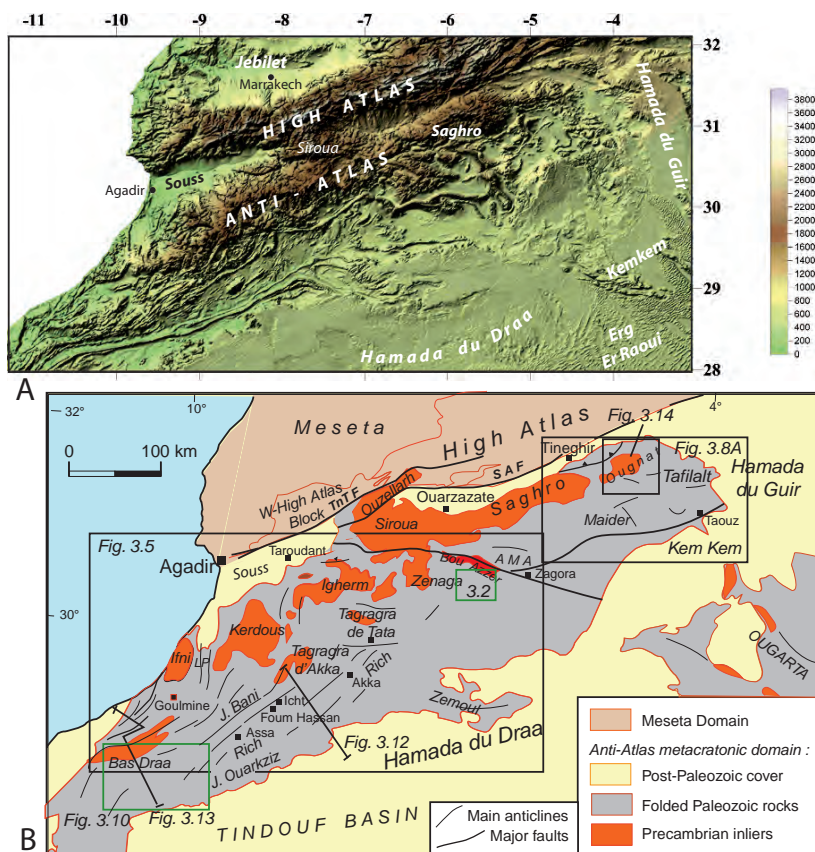 -11 -10 -9 -8 -7 -6 -5 -4
32
31
30
29
28
Jebilet
Marrakech
HIGH ATLAS
Hamada du Guir
Saghro
Siroua
Souss
Agadir
ANTI - ATLAS
Kemkem
Erg
Er Raoui
Hamada du Draa
3800
3600
3400
3200
3000
2800
2600
2400
2200
2000
1800
1600
1400
1200
1000
800
600
400
200
0
A
32°
10°
4°
Meseta
High Atlas
Fig. 3.14
0 100 km
Tineghir
Fig. 3.8A
SAF
Ougnat
Hamada
du Guir
W-High Atlas
Block
TnTF
Ouzellarh
Ouarzazate
Saghro
Tafilalt
Siroua
Maider
Taouz
Fig. 3.5
Taroudant
Kem Kem
Agadir
Souss
Bou Azzer
AMA
Zagora
Igherm
Zenaga
3.2
30°
Kerdous
Tagragra
de Tata
OUGARTA
Ifni
LP
Tagragra
d'Akka
Rich
Akka
Goulmine
J. Bani
Icht
Foum Hassan
Zemoul
Assa
Rich
Fig. 3.12
Hamada du Draa
Bas Draa
J. Ouarkziz
Fig. 3.10
Fig. 3.13
TINDOUF BASIN
B
Main anticlines
Major faults
Meseta Domain
Anti-Atlas metacratonic domain :
Post-Paleozoic cover
Folded Paleozoic rocks
Precambrian inliers